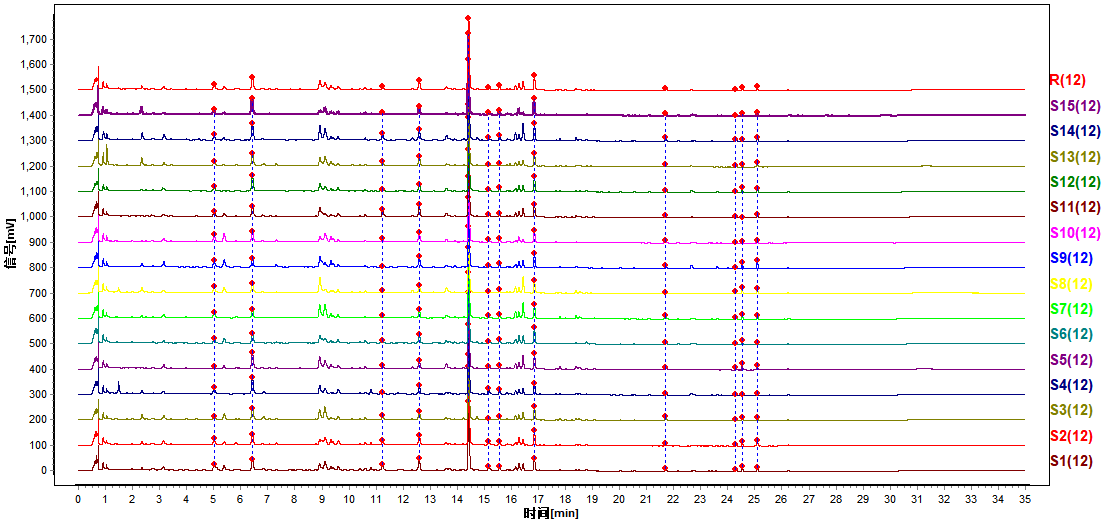 1,700
1,600
1,500
1,400
1,300
1,200
1,100
1,000
900
800
700
600
500
400
300
200
100
0
信号[mV]
R(12)
S15(12)
S14(12)
S13(12)
S12(12)
S11(12)
S10(12)
S9(12)
S8(12)
S7(12)
S6(12)
S5(12)
S4(12)
S3(12)
S2(12)
S1(12)
0 1 2 3 4 5 6 7 8 9 10 11 12 13 14 15 16 17 18 19 20 21 22 23 24 25 26 27 28 29 30 31 32 33 34 35
时间[min]